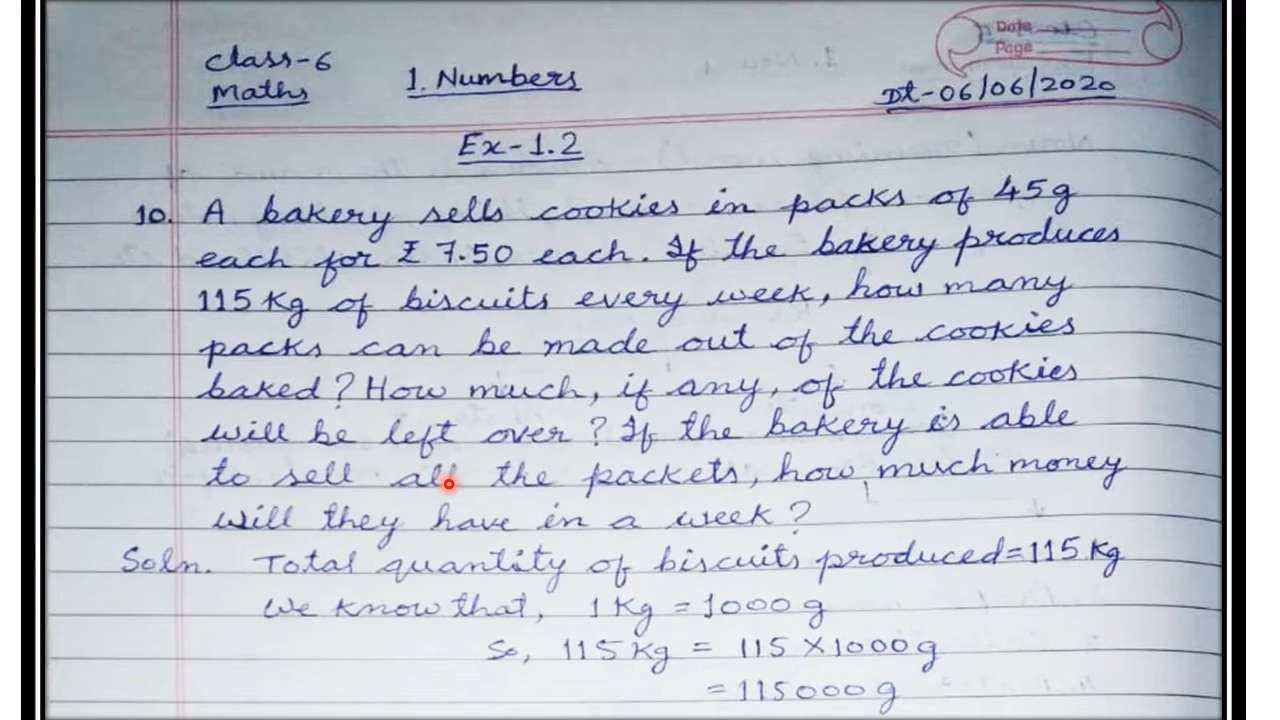 Class-6
Maths
1. Numbers
Date
Page
Dt-06/06/2020
Ex-1.2
10. A bakery sells cookies in packs of 45g
each for ₹ 7.50 each. If the bakery produces
115 Kg of biscuits every week, how many
packs can be made out of the cookies
baked? How much, if any, of the cookies
will be left over? If the bakery is able
to sell all the packets, how much money
will they have in a week?
Soln. Total quantity of biscuits produced=115 Kg
We know that, 1 Kg = 1000 g
So, 115 Kg = 115 X1000 g
= 115000 g